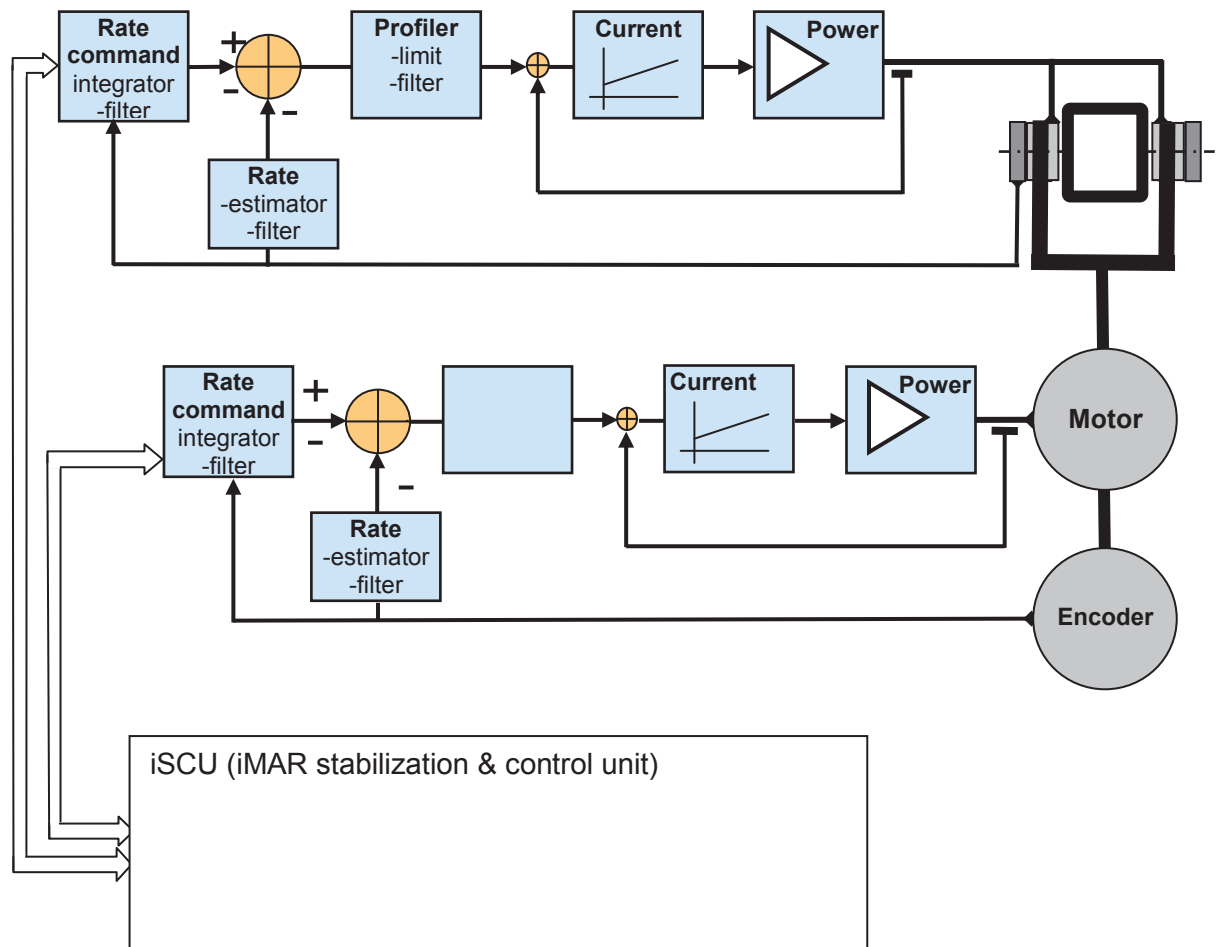 Rate
command
integrator
-filter
+
-
-
Profiler
-limit
-filter
Current
Power
Rate
-estimator
-filter
Rate
command
integrator
-filter
+
-
-
Current
Power
Motor
Rate
-estimator
-filter
Encoder
iSCU (iMAR stabilization & control unit)